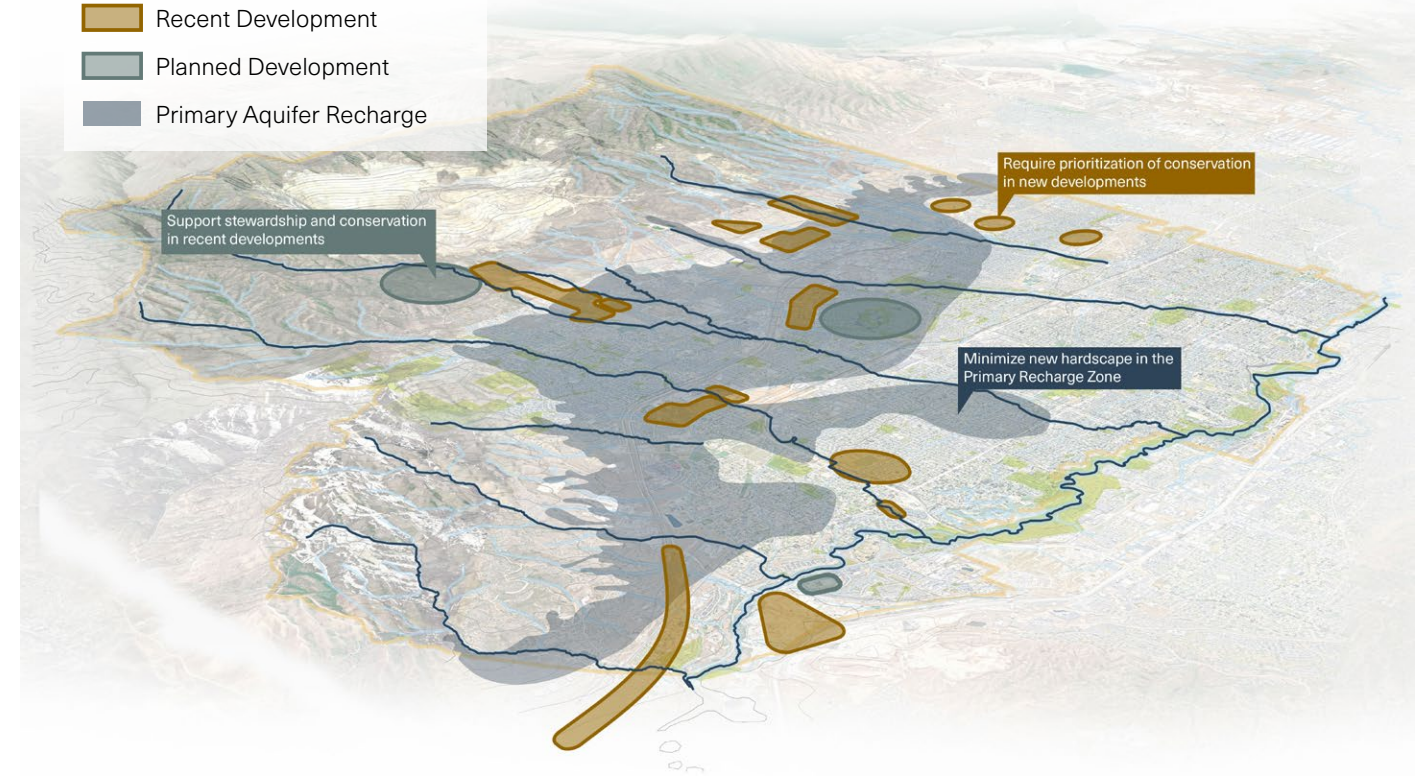 Recent Development
Planned Development
Primary Aquifer Recharge
Require prioritization of conservation
in new developments
Support stewardship and conservation
in recent developments
Minimize new hardscape in the
Primary Recharge Zone